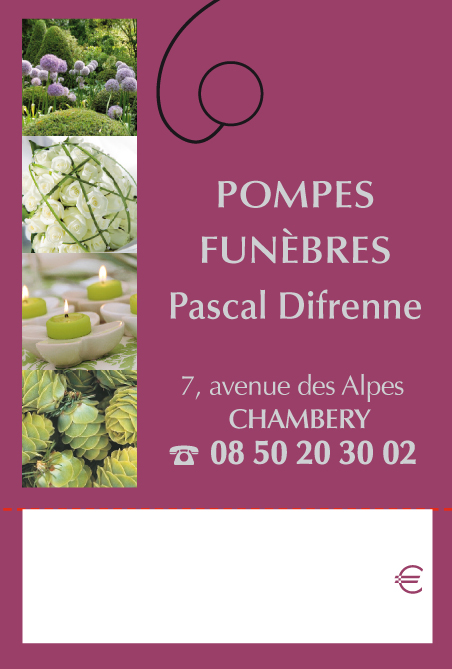 POMPES
FUNÈBRES
Pascal Difrenne
7, avenue des Alpes
CHAMBERY
☎ 08 50 20 30 02
€